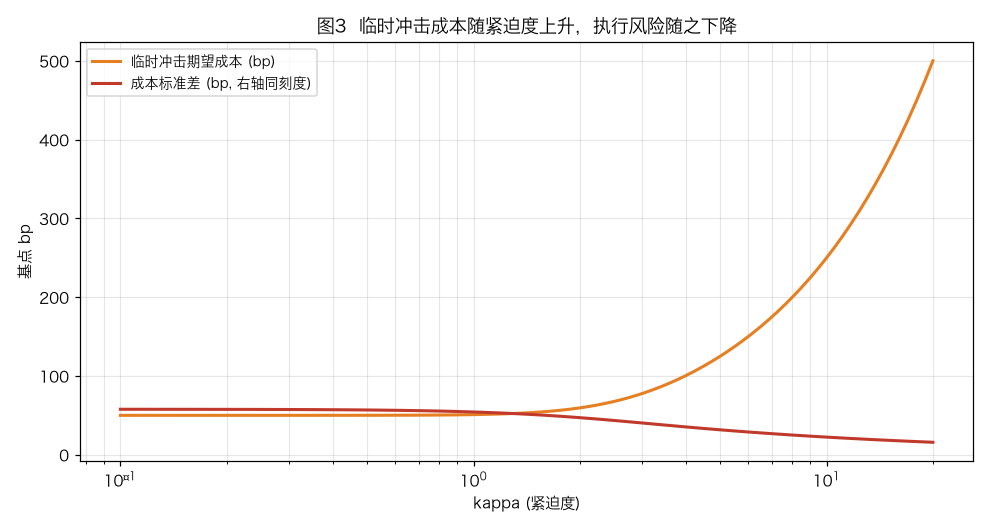 图3 临时冲击成本随紧迫度上升，执行风险随之下降
临时冲击期望成本 (bp)
成本标准差 (bp, 右轴同刻度)
基点 bp
500
400
300
200
100
0
10¤1
10⁰
10¹
kappa (紧迫度)